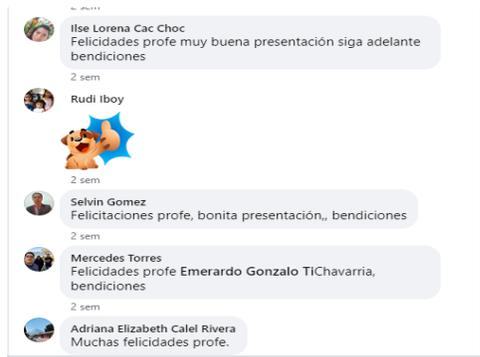 Ilse Lorena Cac Choc
Felicidades profe muy buena presentación siga adelante
bendiciones
2 sem
Rudi Iboy
2 sem
Selvin Gomez
Felicitaciones profe, bonita presentación,, bendiciones
2 sem
Mercedes Torres
Felicidades profe Emerardo Gonzalo TiChavarria,
bendiciones
2 sem
Adriana Elizabeth Calel Rivera
Muchas felicidades profe.